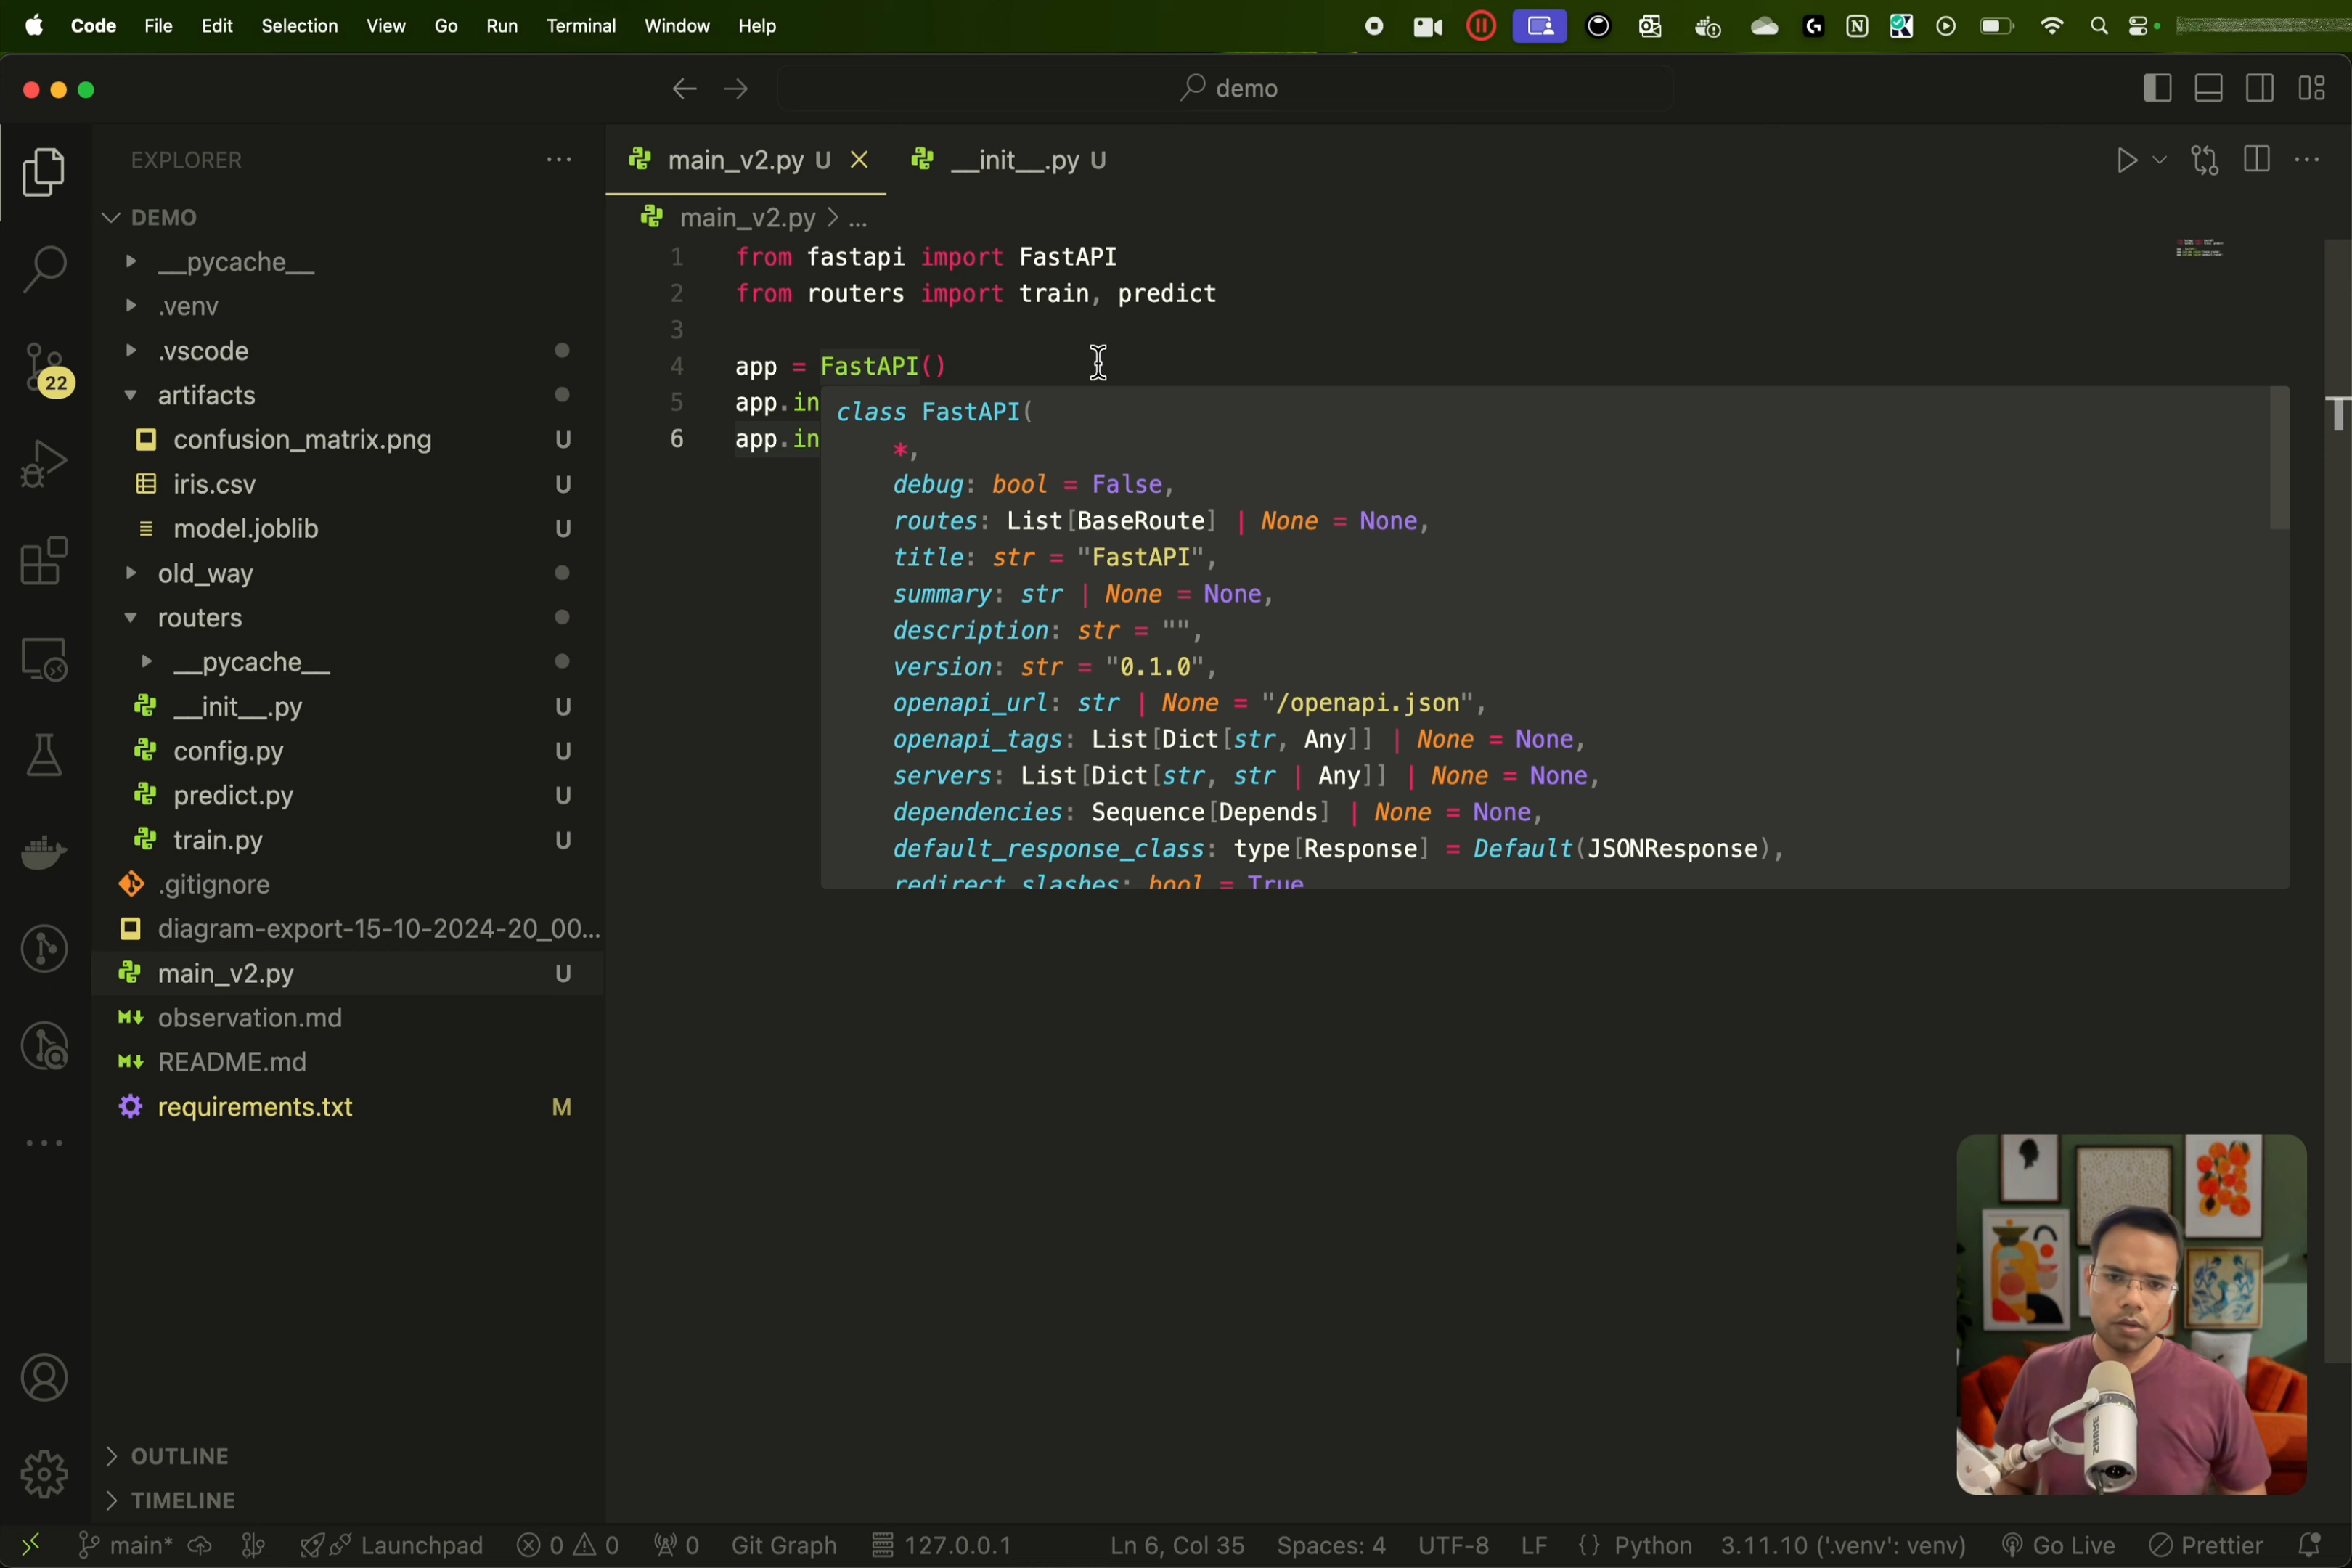 Code File Edit Selection View Go Run Terminal Window Help
demo
EXPLORER
main_v2.py U
__init__.py U
DEMO
main_v2.py > ...
__pycache__
.venv
.vscode
artifacts
confusion_matrix.png U
iris.csv U
model.joblib U
old_way
routers
__pycache__
__init__.py U
config.py U
predict.py U
train.py U
.gitignore
diagram-export-15-10-2024-20_00...
main_v2.py U
observation.md
README.md
requirements.txt M
OUTLINE
TIMELINE
22
1 from fastapi import FastAPI
2 from routers import train, predict
3
4 app = FastAPI()
5 app.in
6 app.in
class FastAPI(
*,
debug: bool = False,
routes: List[BaseRoute] | None = None,
title: str = "FastAPI",
summary: str | None = None,
description: str = "",
version: str = "0.1.0",
openapi_url: str | None = "/openapi.json",
openapi_tags: List[Dict[str, Any]] | None = None,
servers: List[Dict[str, str | Any]] | None = None,
dependencies: Sequence[Depends] | None = None,
default_response_class: type[Response] = Default(JSONResponse),
redirect_slashes: bool = True
main* Launchpad 0 0 0 Git Graph 127.0.0.1 Ln 6, Col 35 Spaces: 4 UTF-8 LF {} Python 3.11.10 ('.venv': venv) Go Live Prettier